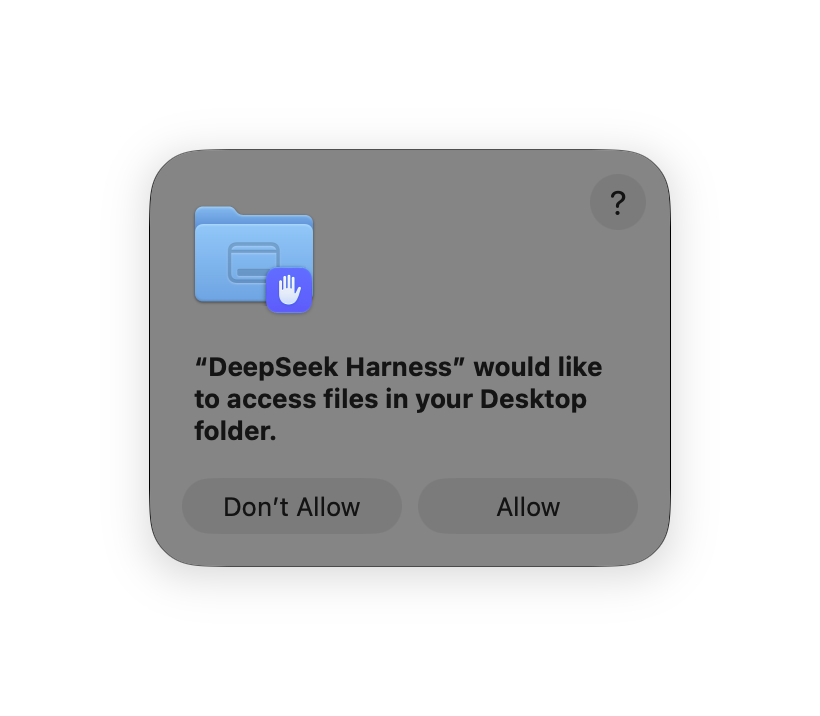 ?
“DeepSeek Harness” would like
to access files in your Desktop
folder.
Don’t Allow
Allow